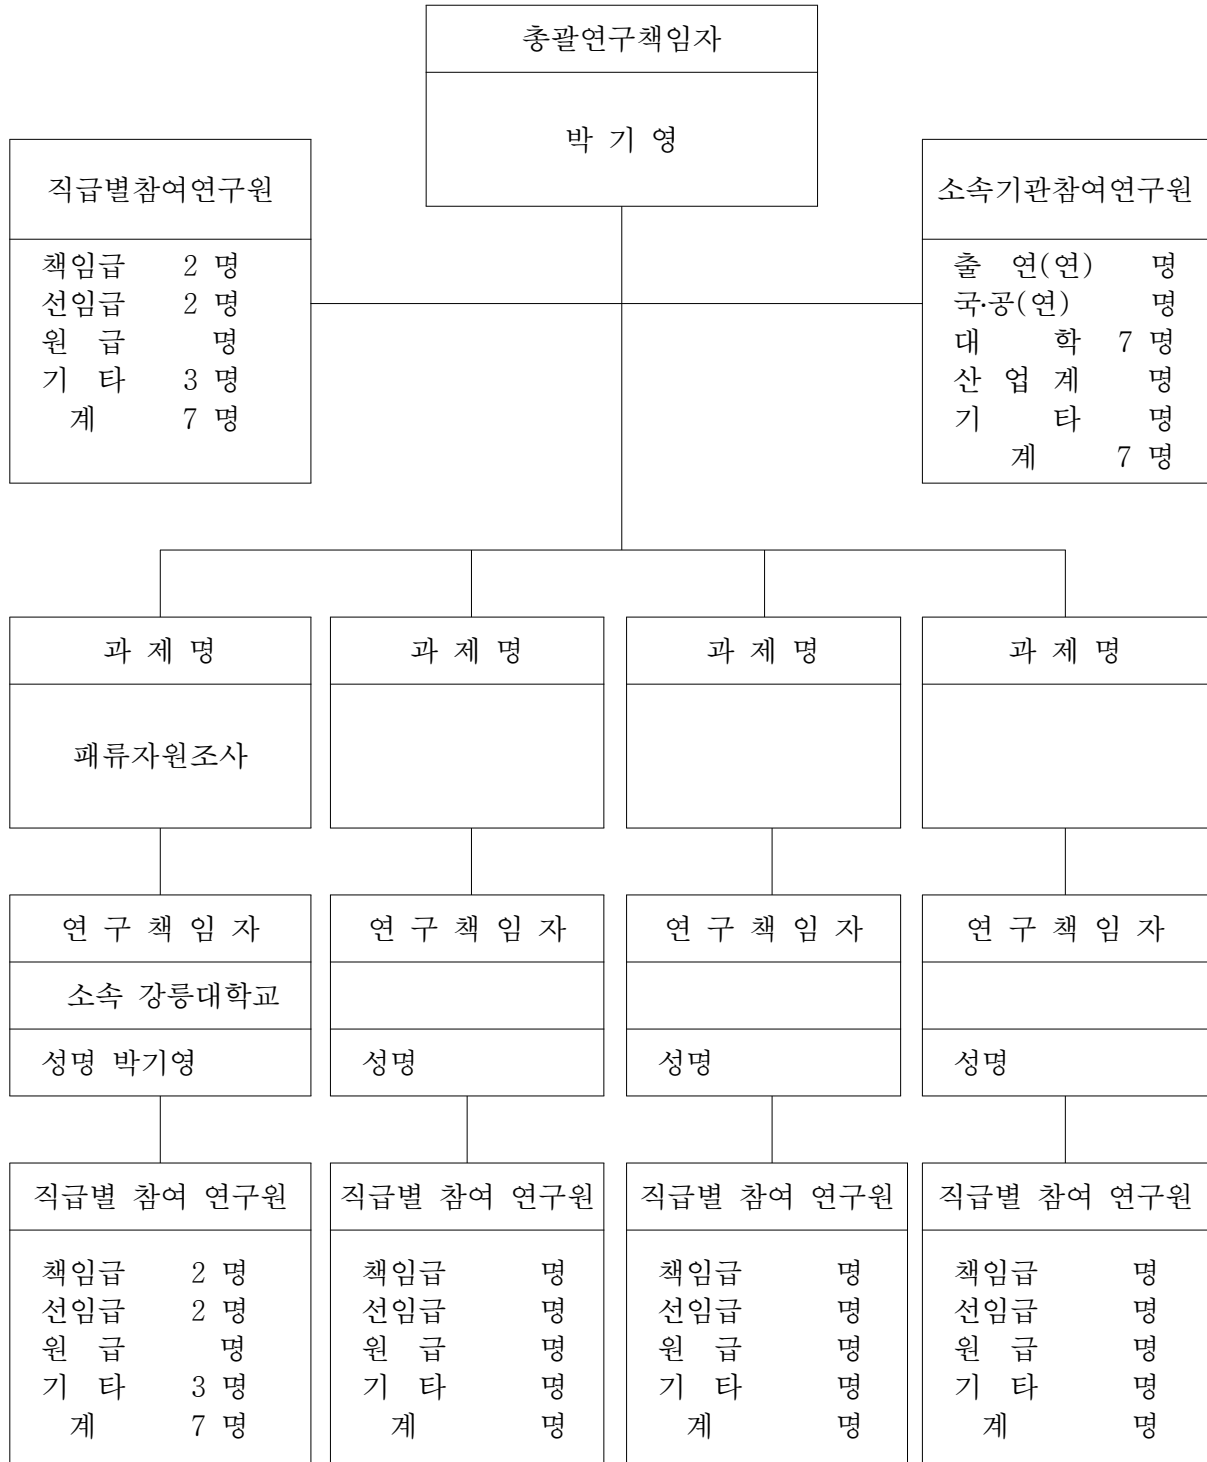 총괄연구책임자
박 기 영
직급별참여연구원
책임급 2 명
선임급 2 명
원 급 명
기 타 3 명
계 7 명
소속기관참여연구원
출 연(연) 명
국·공(연) 명
대 학 7 명
산 업 계 명
기 타 명
계 7 명
과 제 명
패류자원조사
과 제 명
과 제 명
과 제 명
연 구 책 임 자
소속 강릉대학교
성명 박기영
연 구 책 임 자
성명
연 구 책 임 자
성명
연 구 책 임 자
성명
직급별 참여 연구원
책임급 2 명
선임급 2 명
원 급 명
기 타 3 명
계 7 명
직급별 참여 연구원
책임급 명
선임급 명
원 급 명
기 타 명
계 명
직급별 참여 연구원
책임급 명
선임급 명
원 급 명
기 타 명
계 명
직급별 참여 연구원
책임급 명
선임급 명
원 급 명
기 타 명
계 명